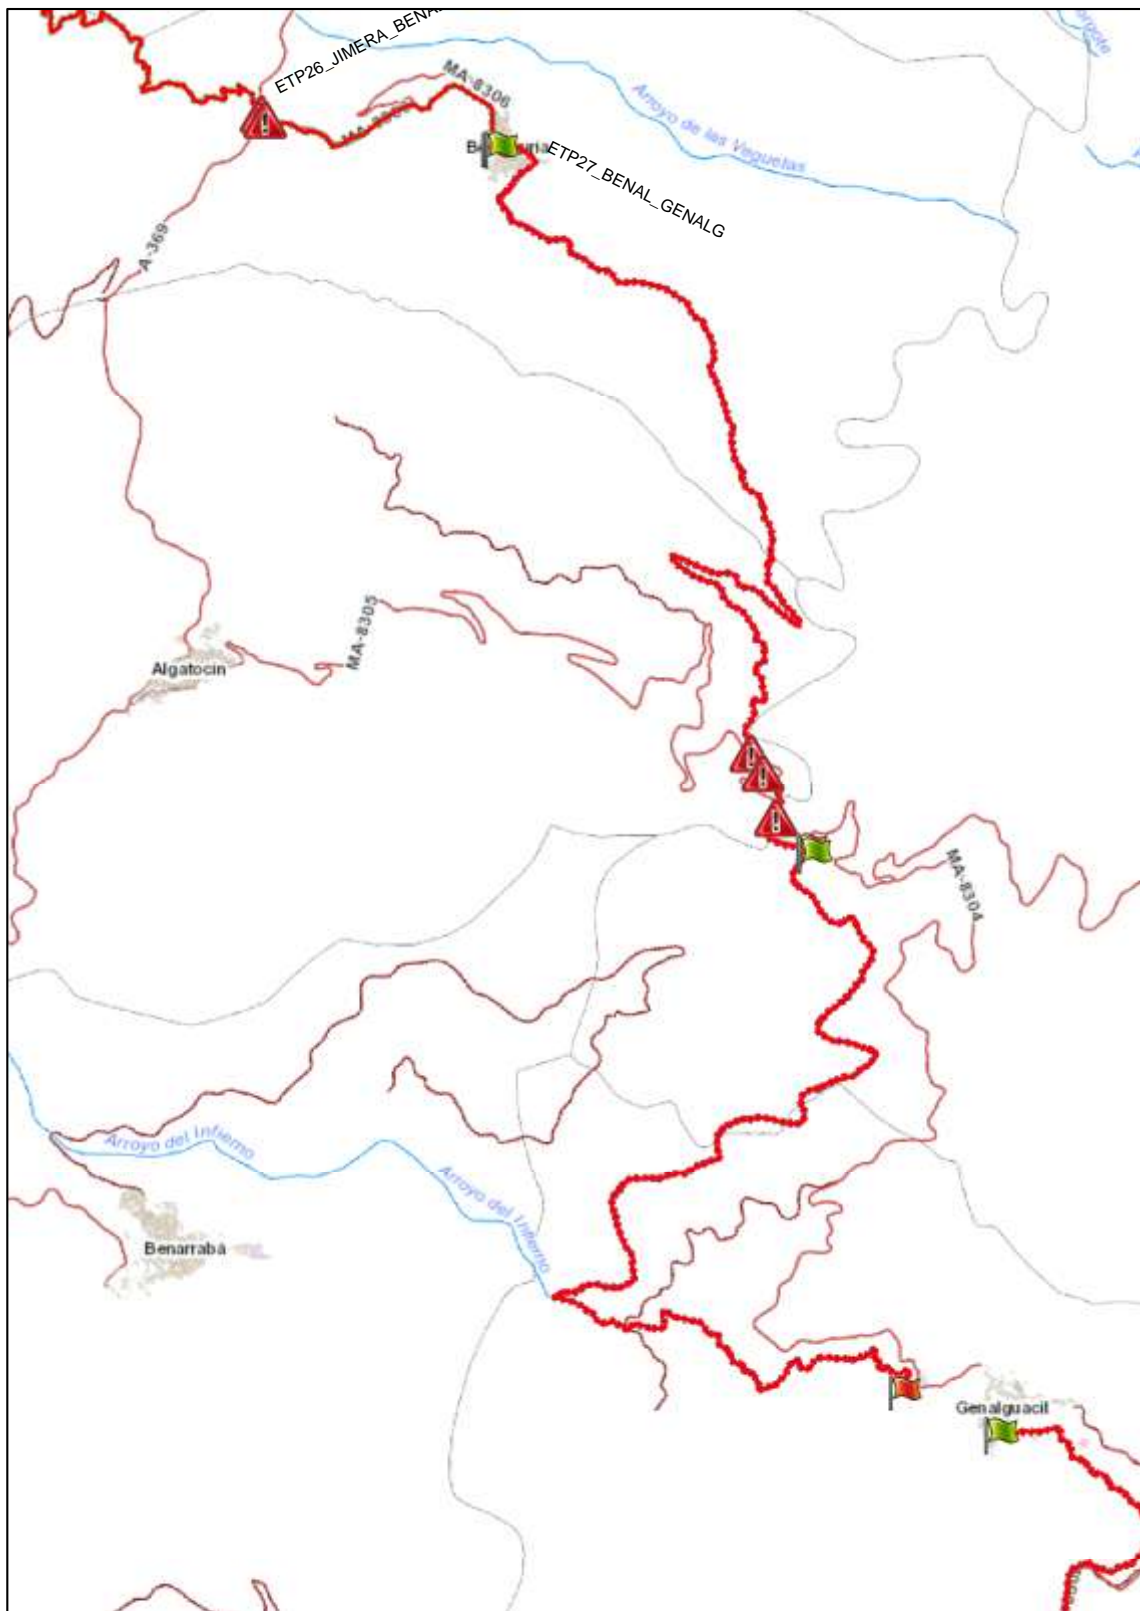 ETP26_JIMERA_BENA
MA-8306
Arroyo de las Veguetas
ETP27_BENAL_GENALG
A-369
MA-8305
Algatocín
MA-8304
Arroyo del Infierno
Arroyo del Infierno
Benarrabá
Genalguacil